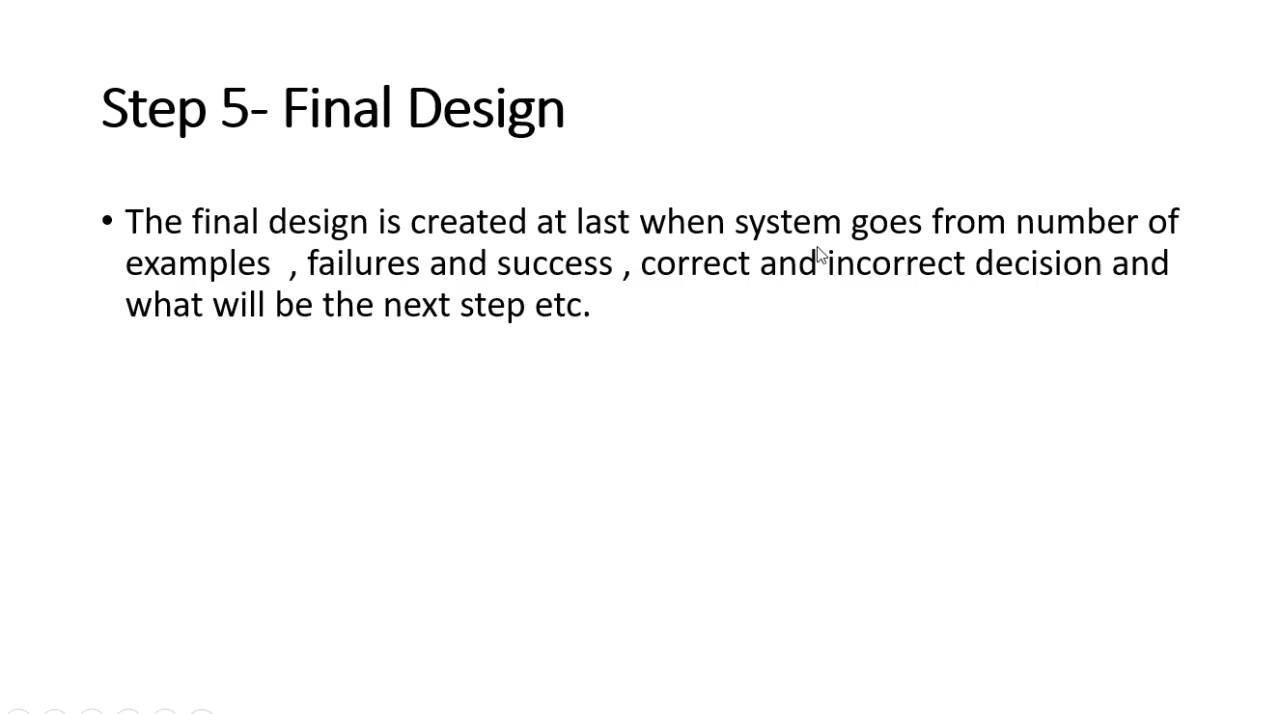 Step 5- Final Design
• The final design is created at last when system goes from number of
examples , failures and success , correct and incorrect decision and
what will be the next step etc.